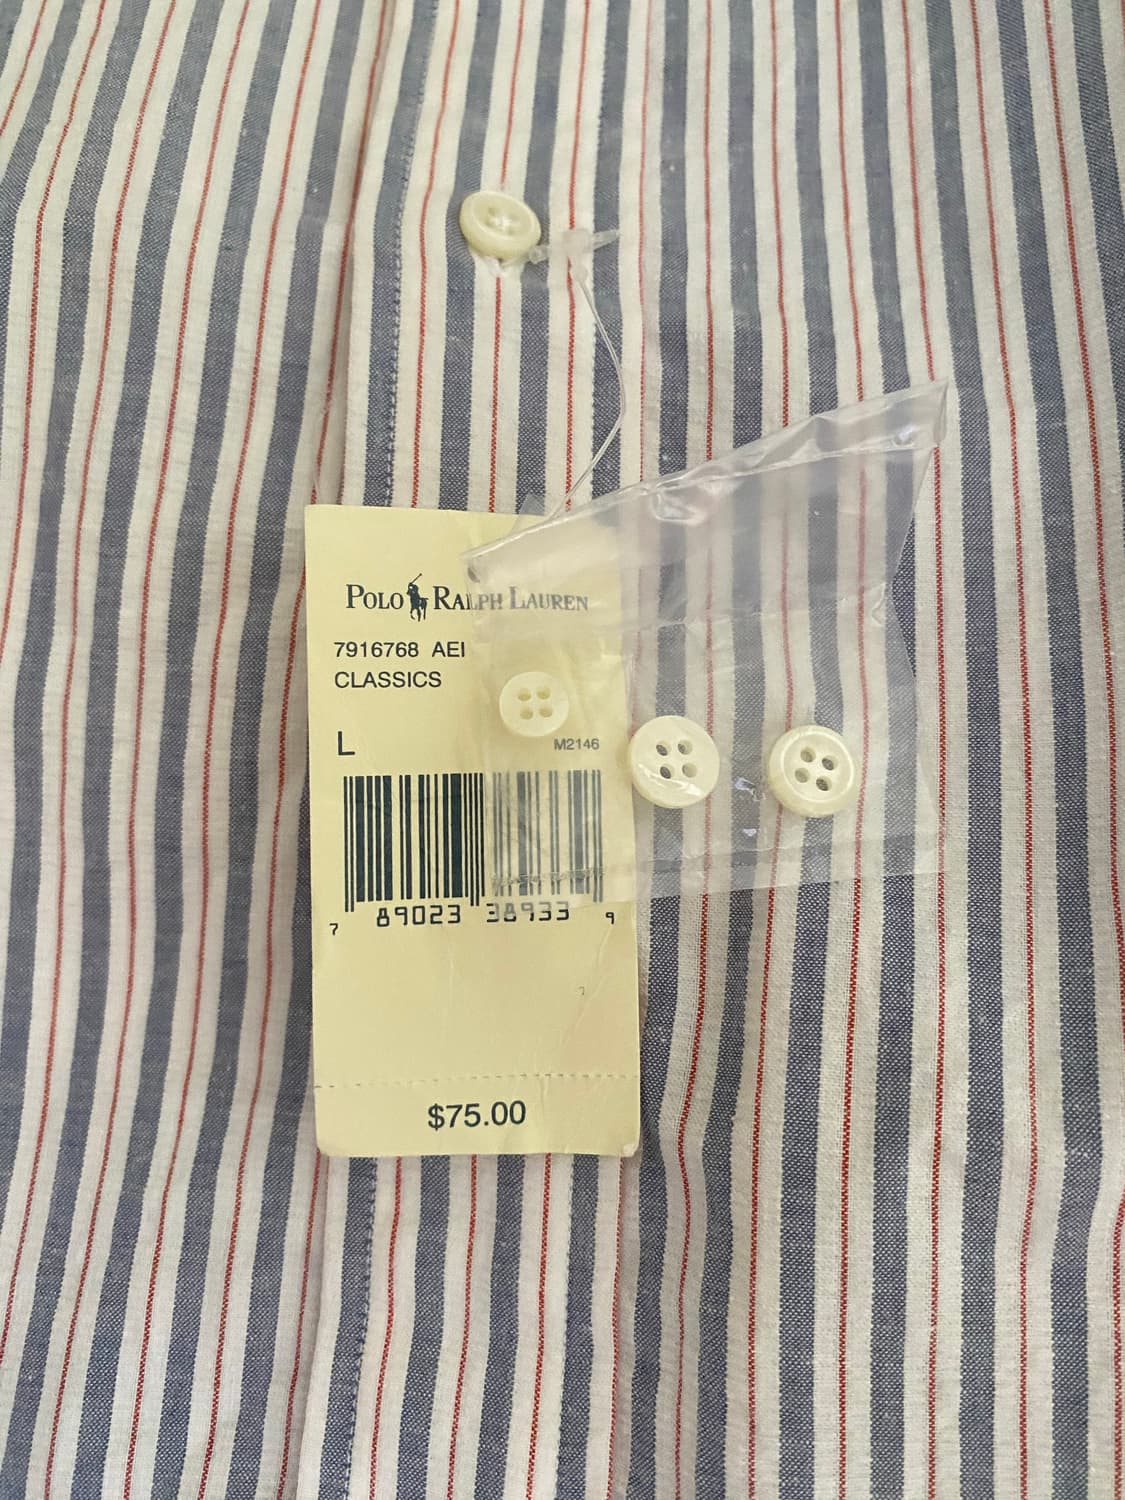 POLO RALPH LAUREN
7916768 AEI
CLASSICS
L
M2146
7 89023 38933 9
$75.00